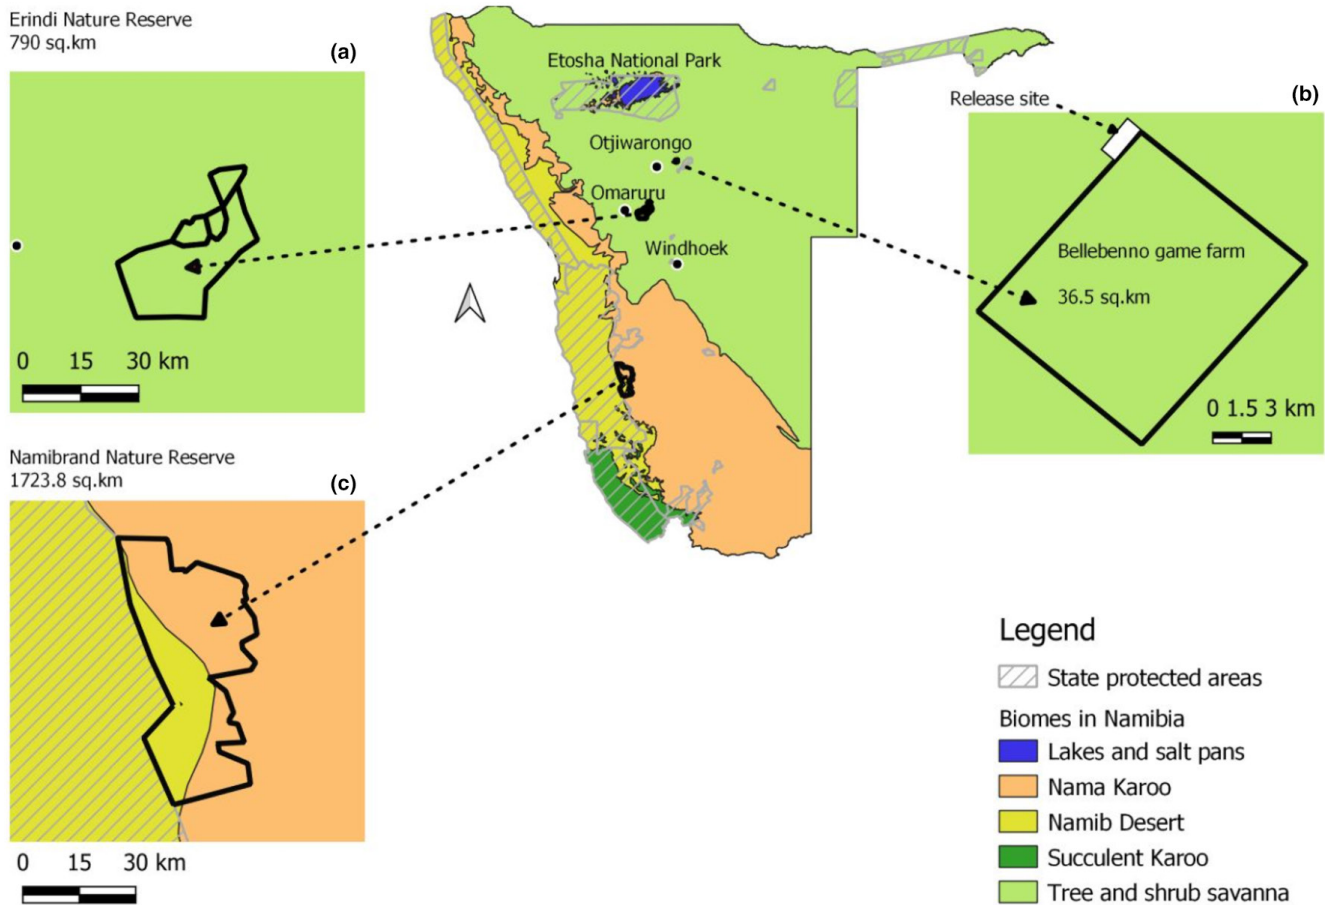 Erindi Nature Reserve
790 sq.km
(a)
0 15 30 km
Etosha National Park
Otjiwarongo
Omaruru
Windhoek
Release site
(b)
Bellebenno game farm
36.5 sq.km
0 1.5 3 km
Namibrand Nature Reserve
1723.8 sq.km
(c)
0 15 30 km
Legend
State protected areas
Biomes in Namibia
Lakes and salt pans
Nama Karoo
Namib Desert
Succulent Karoo
Tree and shrub savanna